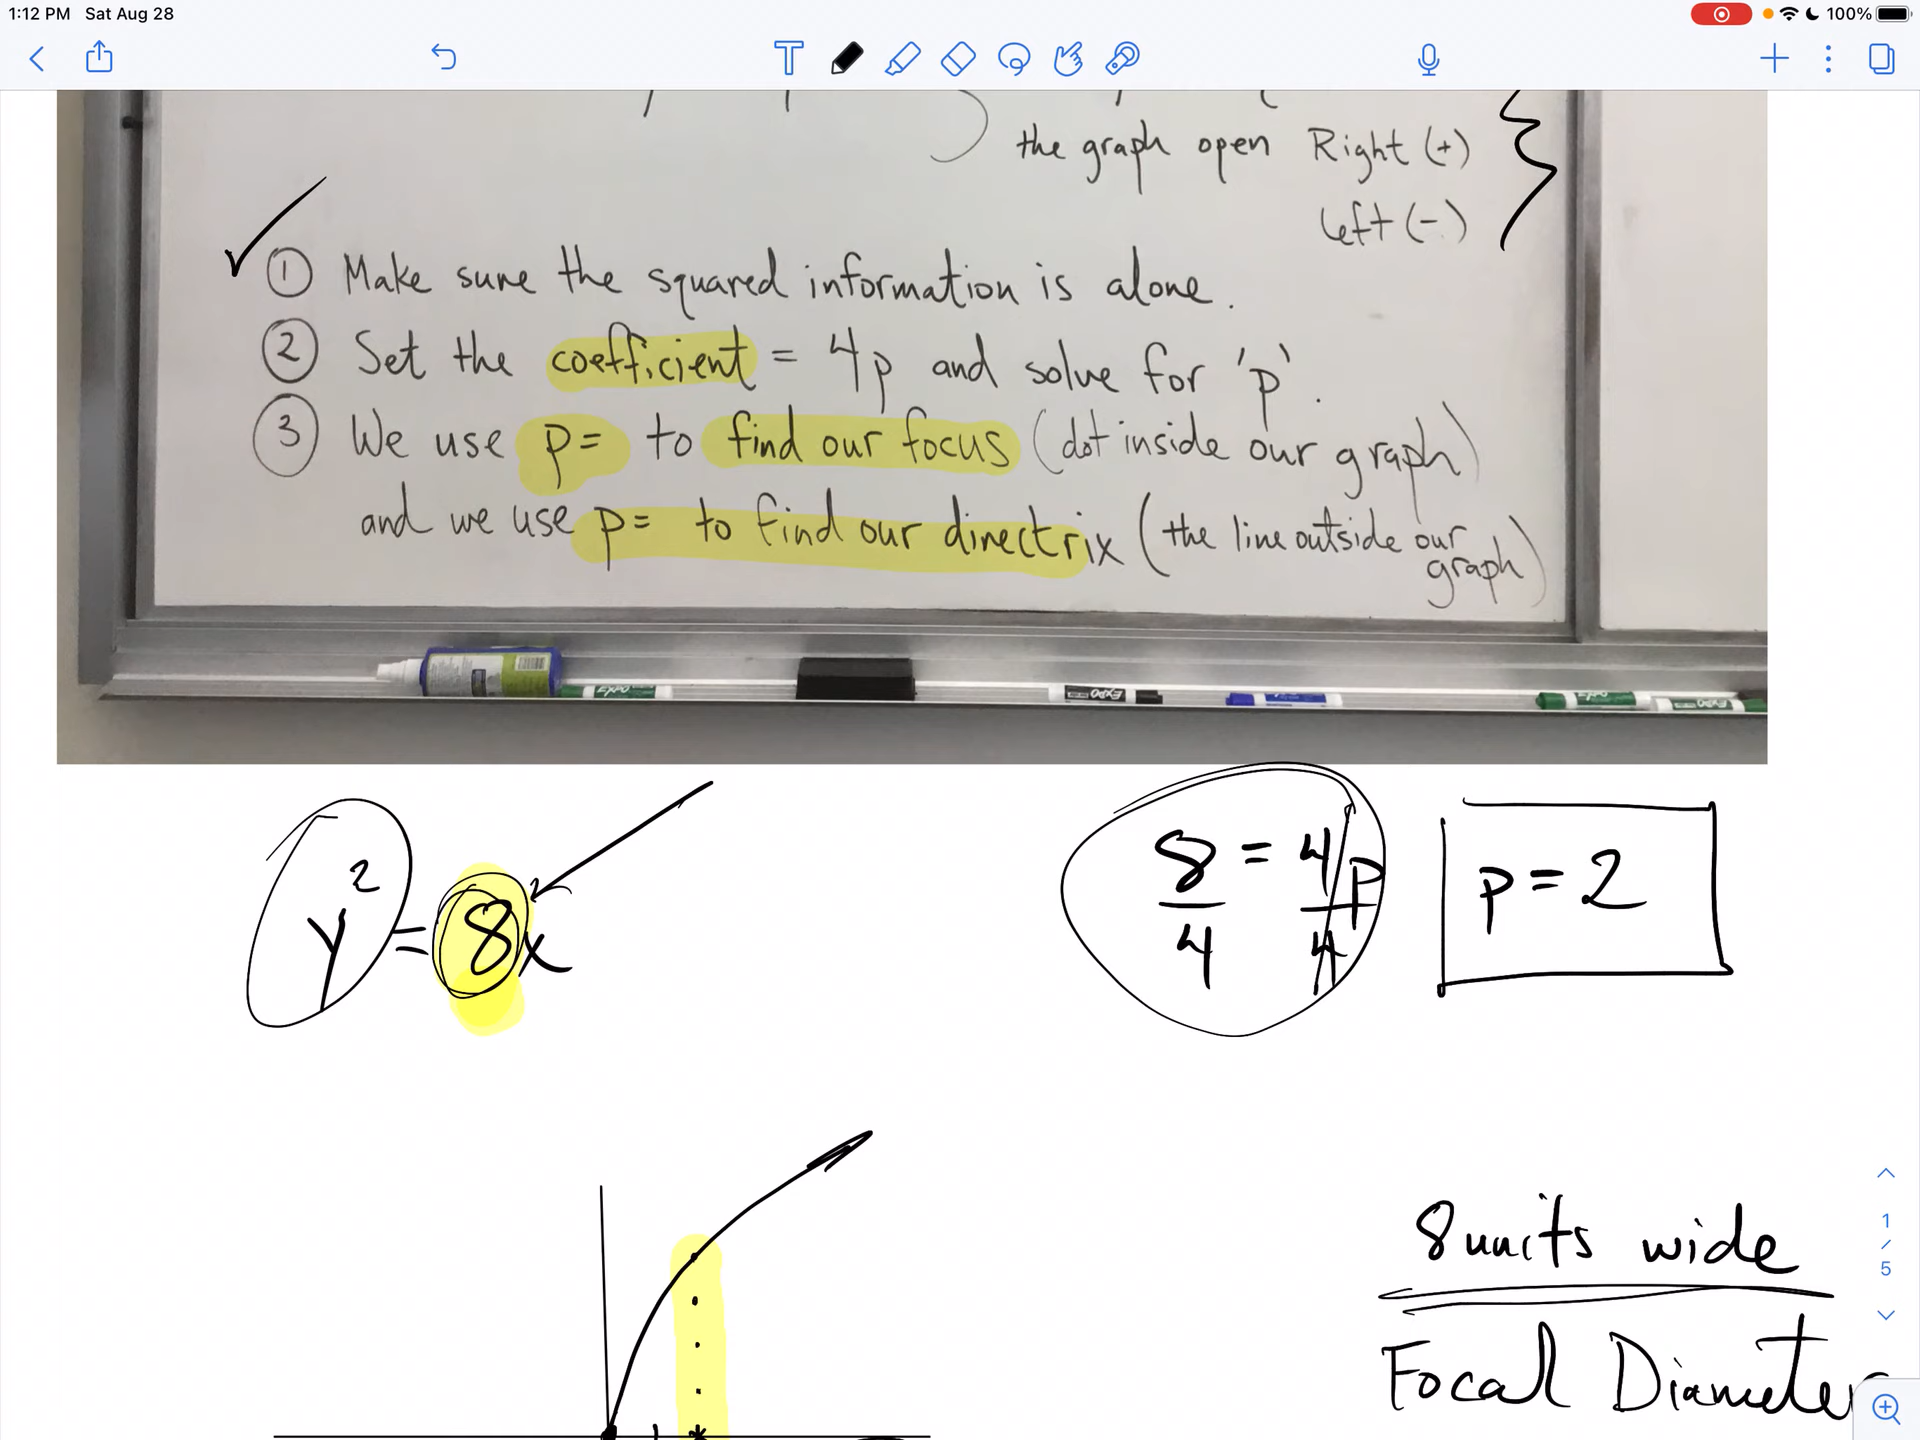 1:12 PM Sat Aug 28
100%
the graph open Right (+)
Left (-)
① Make sure the squared information is alone.
② Set the coefficient = 4p and solve for 'p'.
③ We use p= to find our focus (dot inside our graph)
and we use p= to find our directrix (the line outside our graph)
EXPO
EXPO
y² = 8x
8/4 = 4p/4
p = 2
8 units wide
Focal Diameter
1
/
5